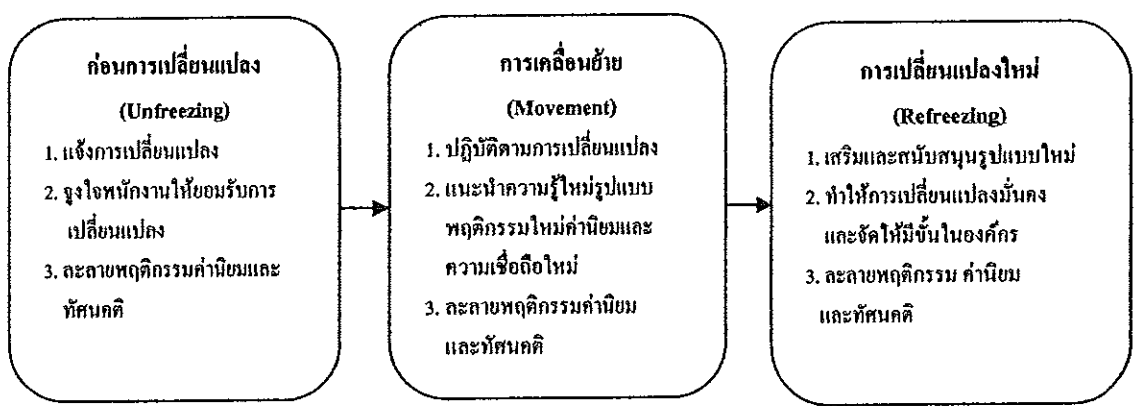 ก่อนการเปลี่ยนแปลง
(Unfreezing)
1. แจ้งการเปลี่ยนแปลง
2. จูงใจพนักงานให้ยอมรับการ
เปลี่ยนแปลง
3. ละลายพฤติกรรมค่านิยมและ
ทัศนคติ
การเคลื่อนย้าย
(Movement)
1. ปฏิบัติตามการเปลี่ยนแปลง
2. แนะนำความรู้ใหม่รูปแบบ
พฤติกรรมใหม่ค่านิยมและ
ความเชื่อถือใหม่
3. ละลายพฤติกรรมค่านิยม
และทัศนคติ
การเปลี่ยนแปลงใหม่
(Refreezing)
1. เสริมและสนับสนุนรูปแบบใหม่
2. ทำให้การเปลี่ยนแปลงมั่นคง
และจัดให้มีขึ้นในองค์กร
3. ละลายพฤติกรรม ค่านิยม
และทัศนคติ